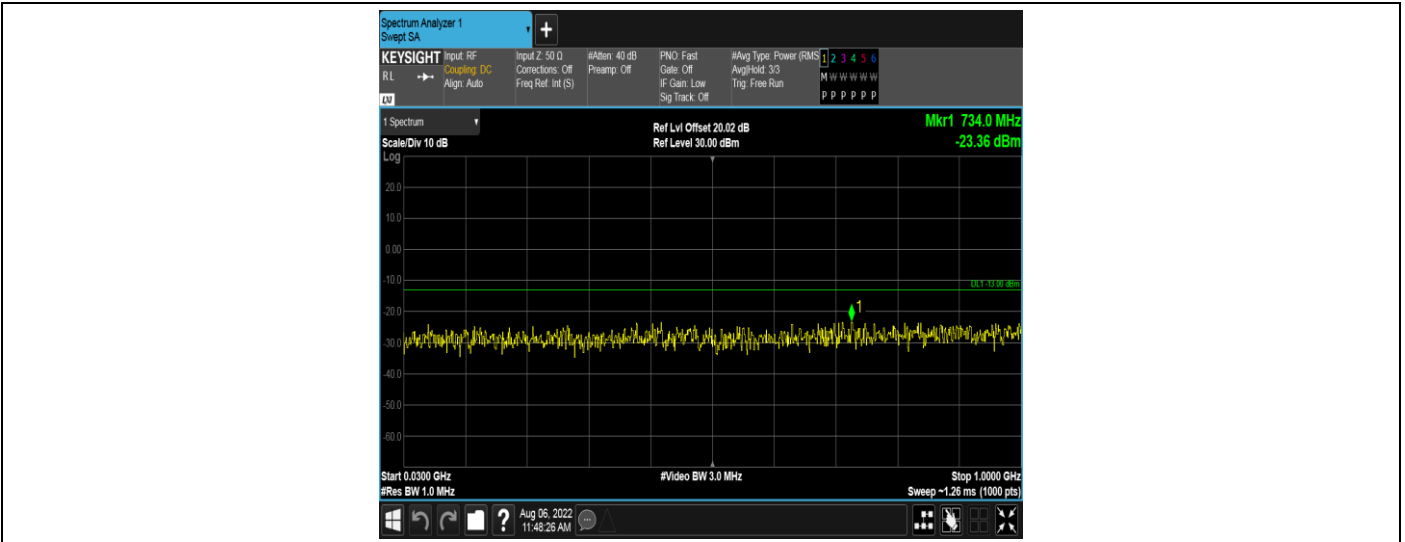 Spectrum Analyzer 1
Swept SA
KEYSIGHT
RL
LXI
Input: RF
Coupling: DC
Align: Auto
Input Z: 50 Ω
Corrections: Off
Freq Ref: Int (S)
#Atten: 40 dB
Preamp: Off
PNO: Fast
Gate: Off
IF Gain: Low
Sig Track: Off
#Avg Type: Power (RMS
Avg|Hold: 3/3
Trig: Free Run
1 2 3 4 5 6
M W W W W W
P P P P P P
1 Spectrum
Scale/Div 10 dB
Ref Lvl Offset 20.02 dB
Ref Level 30.00 dBm
Mkr1 734.0 MHz
-23.36 dBm
Log
20.0
10.0
0.00
-10.0
DL1 -13.00 dBm
1
-20.0
-30.0
-40.0
-50.0
-60.0
Start 0.0300 GHz
#Res BW 1.0 MHz
#Video BW 3.0 MHz
Stop 1.0000 GHz
Sweep ~1.26 ms (1000 pts)
?
Aug 06, 2022
11:48:26 AM